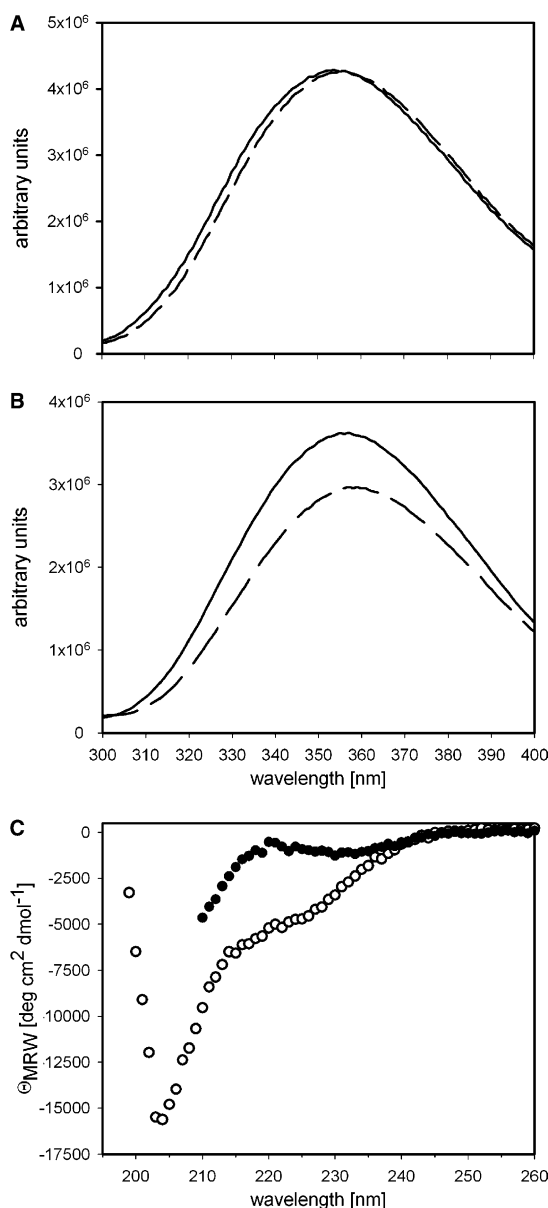 A
5x10⁶
4x10⁶
3x10⁶
2x10⁶
1x10⁶
0
arbitrary units
B
4x10⁶
3x10⁶
2x10⁶
1x10⁶
0
arbitrary units
300 310 320 330 340 350 360 370 380 390 400
wavelength [nm]
C
0
-2500
-5000
-7500
-10000
-12500
-15000
-17500
ΘMRW [deg cm² dmol⁻¹]
200 210 220 230 240 250 260
wavelength [nm]